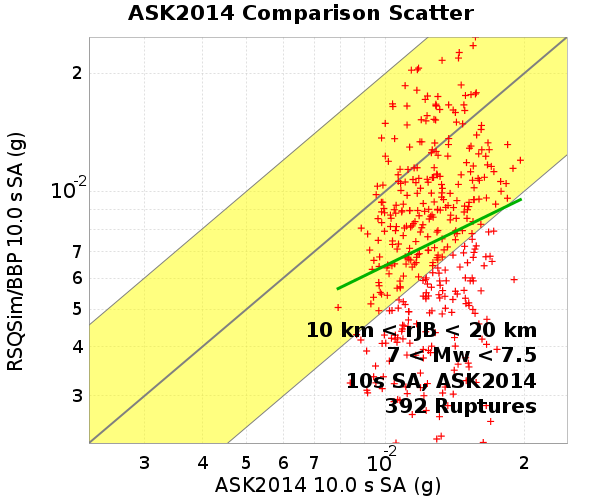 ASK2014 Comparison Scatter
RSQSim/BBP 10.0 s SA (g)
2
10-2
7
6
5
4
3
10 km < rJB < 20 km
7 < Mw < 7.5
10s SA, ASK2014
392 Ruptures
3 4 5 6 7 10-2 2
ASK2014 10.0 s SA (g)